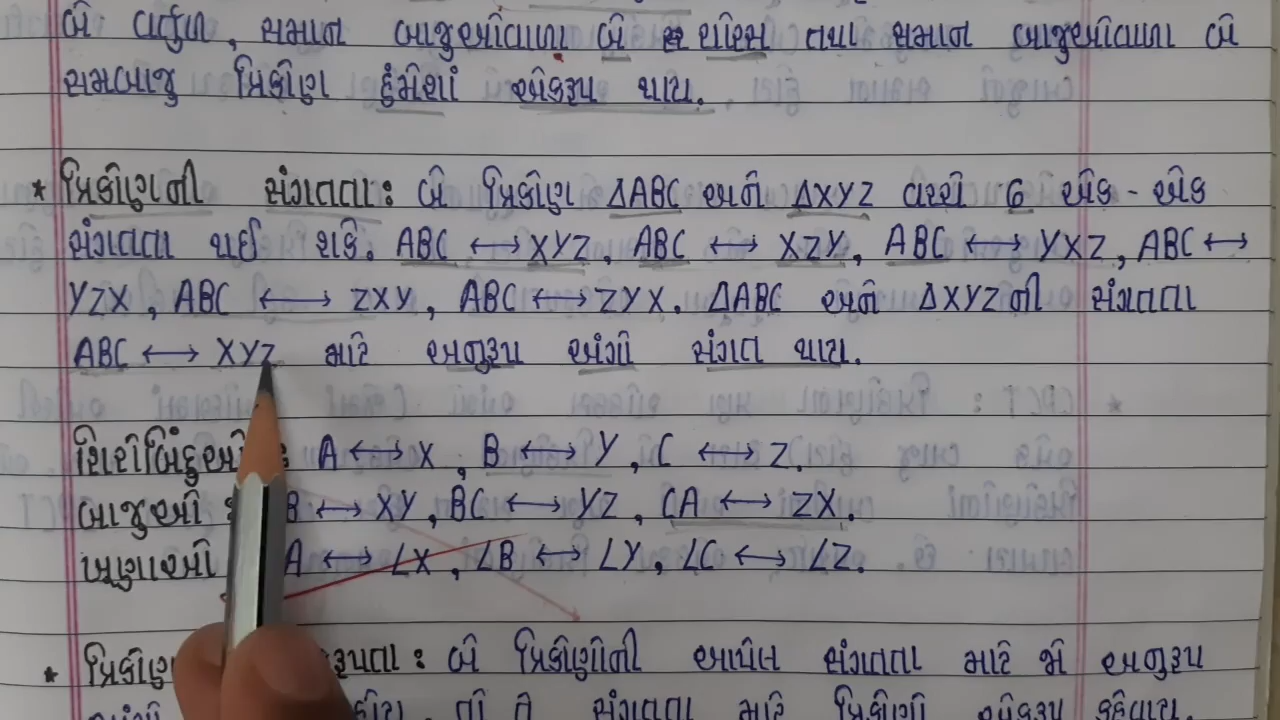 બે વર્તુળ, સમાન બાજુઓવાળા બે ચોરસ તથા સમાન બાજુઓવાળા બે
સમબાજુ ત્રિકોણ હંમેશાં એકરૂપ થાય.
* ત્રિકોણની સંગતતા: બે ત્રિકોણ ΔABC અને ΔXYZ વચ્ચે 6 એક-એક
સંગતતા થઈ શકે. ABC ↔ XYZ, ABC ↔ XZY, ABC ↔ YXZ, ABC ↔
YZX, ABC ↔ ZXY, ABC ↔ ZYX. ΔABC અને ΔXYZની સંગતતા
ABC ↔ XYZ માટે અનુરૂપ અંગો સંગત થાય.
શિરોબિંદુઓ : A ↔ X, B ↔ Y, C ↔ Z.
બાજુઓ : B ↔ XY, BC ↔ YZ, CA ↔ ZX.
ખૂણાઓ A ↔ ∠X, ∠B ↔ ∠Y, ∠C ↔ ∠Z.
* ત્રિકોણ રૂપતા : બે ત્રિકોણોની આપેલ સંગતતા માટે જો અનુરૂપ
હોય, તો તે સંગતતા માટે ત્રિકોણો એકરૂપ કહેવાય.